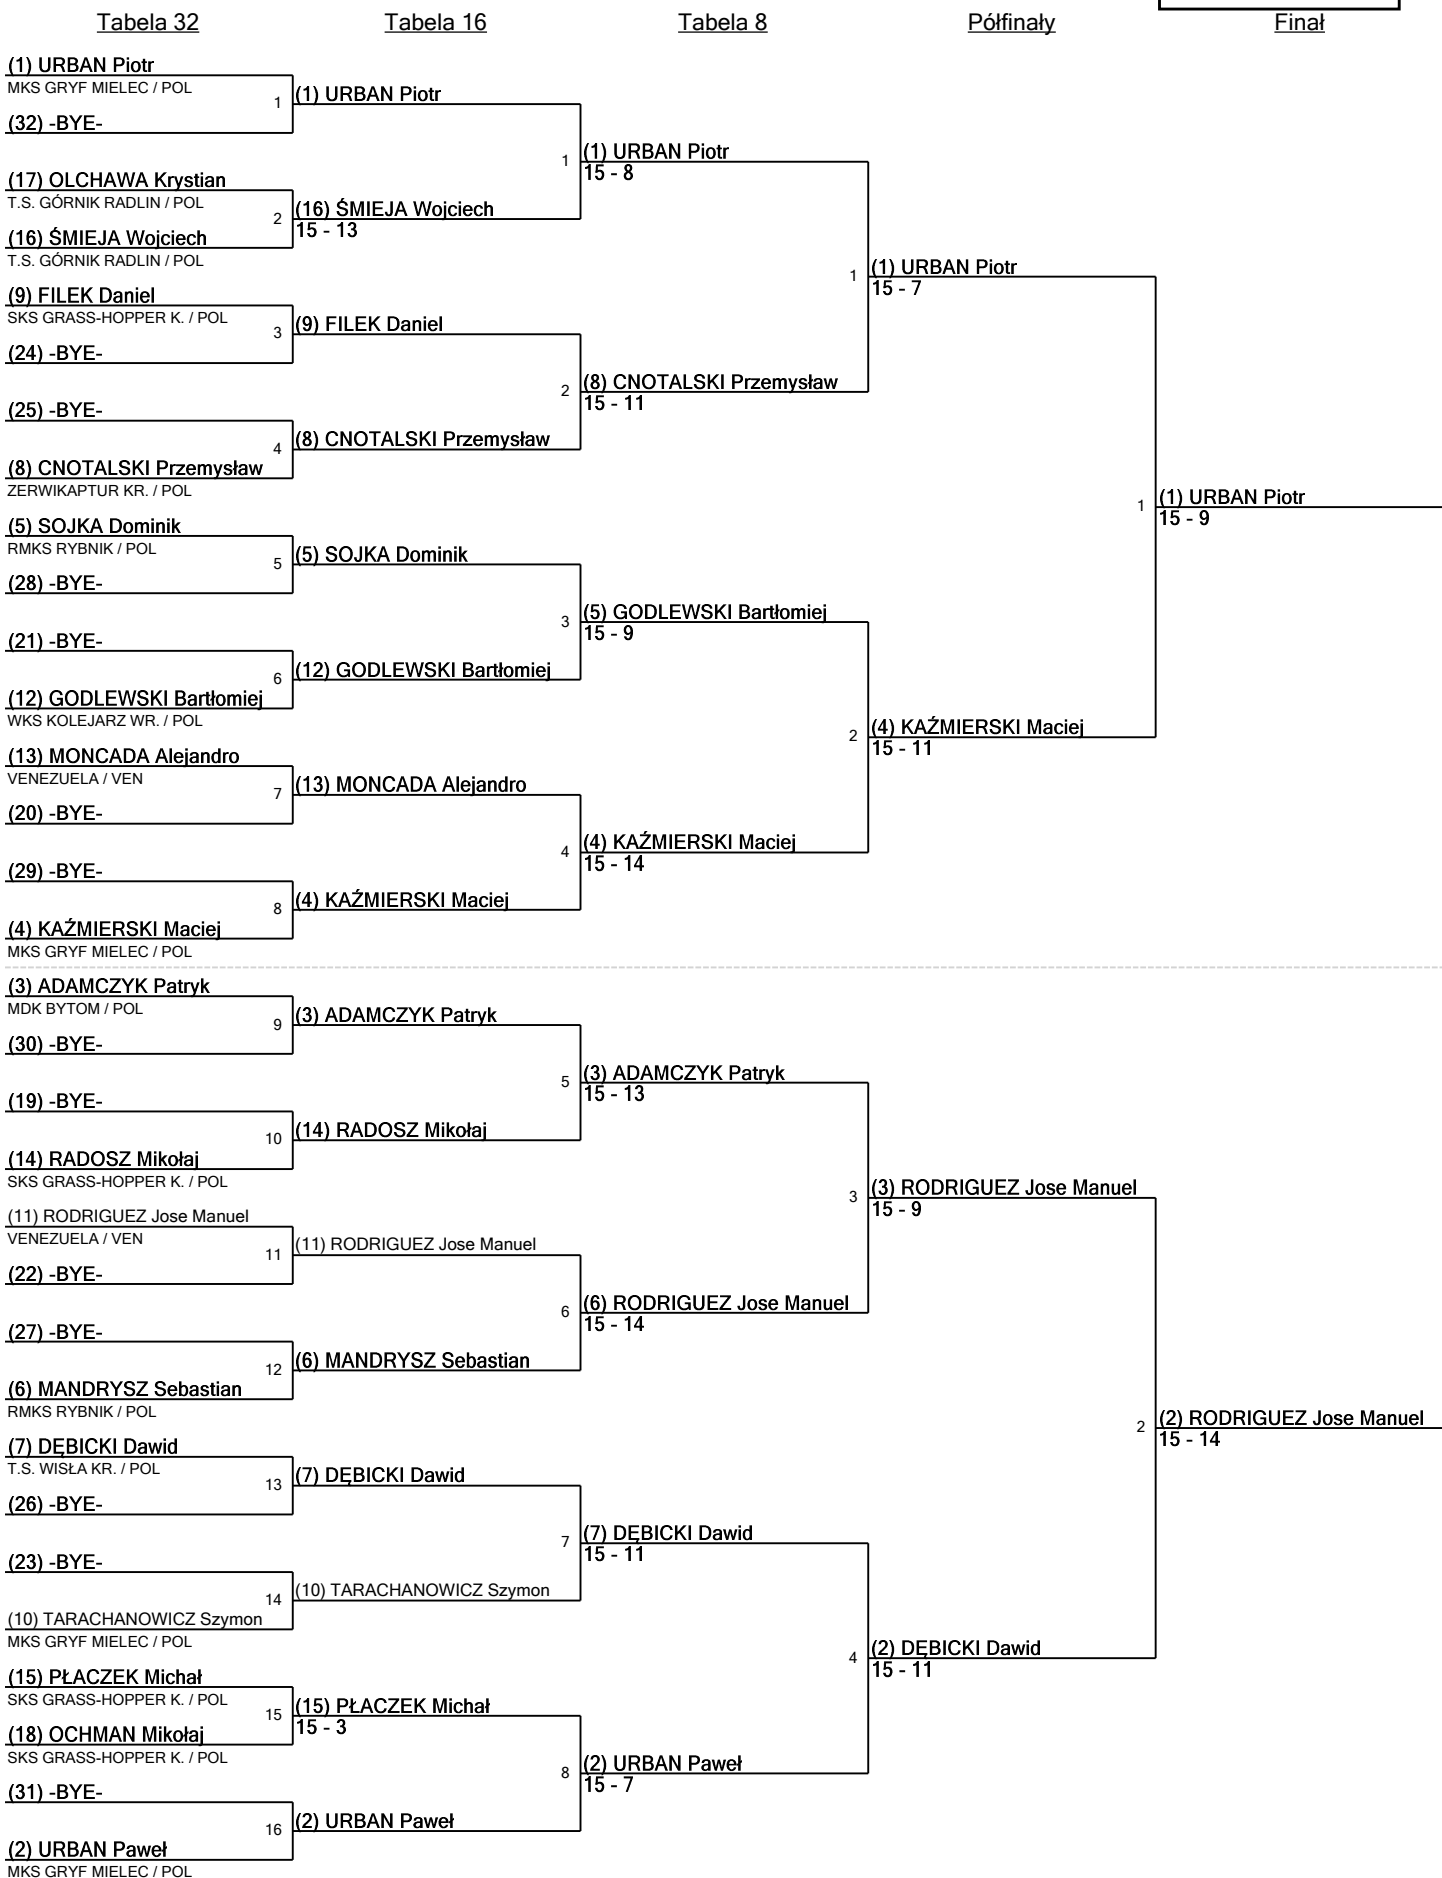 Tabela 32
Tabela 16
Tabela 8
Półfinały
Finał
(1) URBAN Piotr
MKS GRYF MIELEC / POL
1
(32) -BYE-
(17) OLCHAWA Krystian
T.S. GÓRNIK RADLIN / POL
2
(16) ŚMIEJA Wojciech
T.S. GÓRNIK RADLIN / POL
(9) FILEK Daniel
SKS GRASS-HOPPER K. / POL
3
(24) -BYE-
(25) -BYE-
4
(8) CNOTALSKI Przemysław
ZERWIKAPTUR KR. / POL
(5) SOJKA Dominik
RMKS RYBNIK / POL
5
(28) -BYE-
(21) -BYE-
6
(12) GODLEWSKI Bartłomiej
WKS KOLEJARZ WR. / POL
(13) MONCADA Alejandro
VENEZUELA / VEN
7
(20) -BYE-
(29) -BYE-
8
(4) KAŹMIERSKI Maciej
MKS GRYF MIELEC / POL
(3) ADAMCZYK Patryk
MDK BYTOM / POL
9
(30) -BYE-
(19) -BYE-
10
(14) RADOSZ Mikołaj
SKS GRASS-HOPPER K. / POL
(11) RODRIGUEZ Jose Manuel
VENEZUELA / VEN
11
(22) -BYE-
(27) -BYE-
12
(6) MANDRYSZ Sebastian
RMKS RYBNIK / POL
(7) DĘBICKI Dawid
T.S. WISŁA KR. / POL
13
(26) -BYE-
(23) -BYE-
14
(10) TARACHANOWICZ Szymon
MKS GRYF MIELEC / POL
(15) PŁACZEK Michał
SKS GRASS-HOPPER K. / POL
15
(18) OCHMAN Mikołaj
SKS GRASS-HOPPER K. / POL
(31) -BYE-
16
(2) URBAN Paweł
MKS GRYF MIELEC / POL
(1) URBAN Piotr
1
(16) ŚMIEJA Wojciech
15 - 13
(9) FILEK Daniel
2
(8) CNOTALSKI Przemysław
(5) SOJKA Dominik
3
(12) GODLEWSKI Bartłomiej
(13) MONCADA Alejandro
4
(4) KAŹMIERSKI Maciej
(3) ADAMCZYK Patryk
5
(14) RADOSZ Mikołaj
(11) RODRIGUEZ Jose Manuel
6
(6) MANDRYSZ Sebastian
(7) DĘBICKI Dawid
7
(10) TARACHANOWICZ Szymon
(15) PŁACZEK Michał
15 - 3
8
(2) URBAN Paweł
(1) URBAN Piotr
15 - 8
1
(8) CNOTALSKI Przemysław
15 - 11
(5) GODLEWSKI Bartłomiej
15 - 9
2
(4) KAŹMIERSKI Maciej
15 - 14
(3) ADAMCZYK Patryk
15 - 13
3
(6) RODRIGUEZ Jose Manuel
15 - 14
(7) DĘBICKI Dawid
15 - 11
4
(2) URBAN Paweł
15 - 7
(1) URBAN Piotr
15 - 7
1
(4) KAŹMIERSKI Maciej
15 - 11
(3) RODRIGUEZ Jose Manuel
15 - 9
2
(2) DĘBICKI Dawid
15 - 11
(1) URBAN Piotr
15 - 9
(2) RODRIGUEZ Jose Manuel
15 - 14